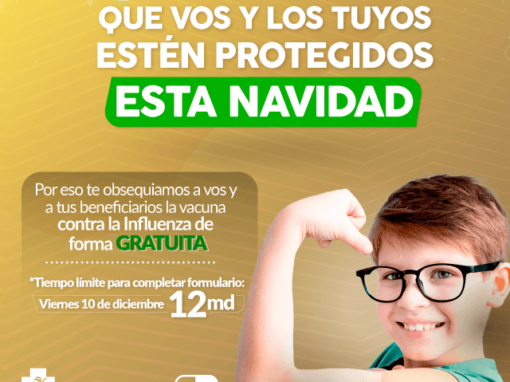 QUE VOS Y LOS TUYOS
ESTÉN PROTEGIDOS
ESTA NAVIDAD
Por eso te obsequiamos a vos y
a tus beneficiarios la vacuna
contra la Influenza de
forma GRATUITA
*Tiempo límite para completar formulario:
Viernes 10 de diciembre 12md